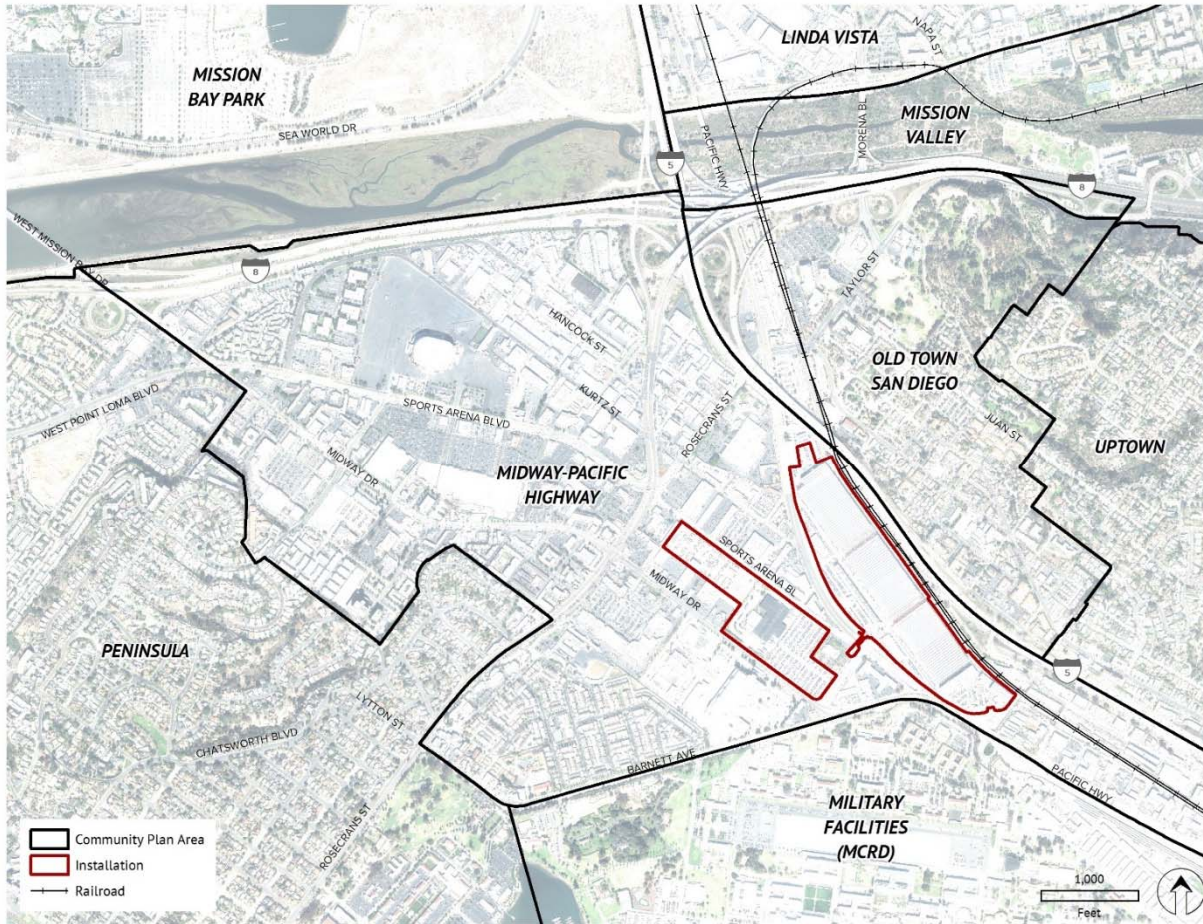 LINDA VISTA
NAPA ST
MISSION
BAY PARK
SEA WORLD DR
MISSION
VALLEY
MORENA BL
PACIFIC HWY
5
8
WEST MISSION BAY DR
8
TAYLOR ST
HANCOCK ST
OLD TOWN
SAN DIEGO
KURTZ ST
WEST POINT LOMA BLVD
SPORTS ARENA BLVD
ROSECRANS ST
JUAN ST
UPTOWN
MIDWAY DR
MIDWAY-PACIFIC
HIGHWAY
SPORTS ARENA BL
MIDWAY DR
PENINSULA
5
LYTTON ST
CHATSWORTH BLVD
BARNETT AVE
PACIFIC HWY
MILITARY
FACILITIES
(MCRD)
ROSECRANS ST
Community Plan Area
Installation
Railroad
1,000
Feet